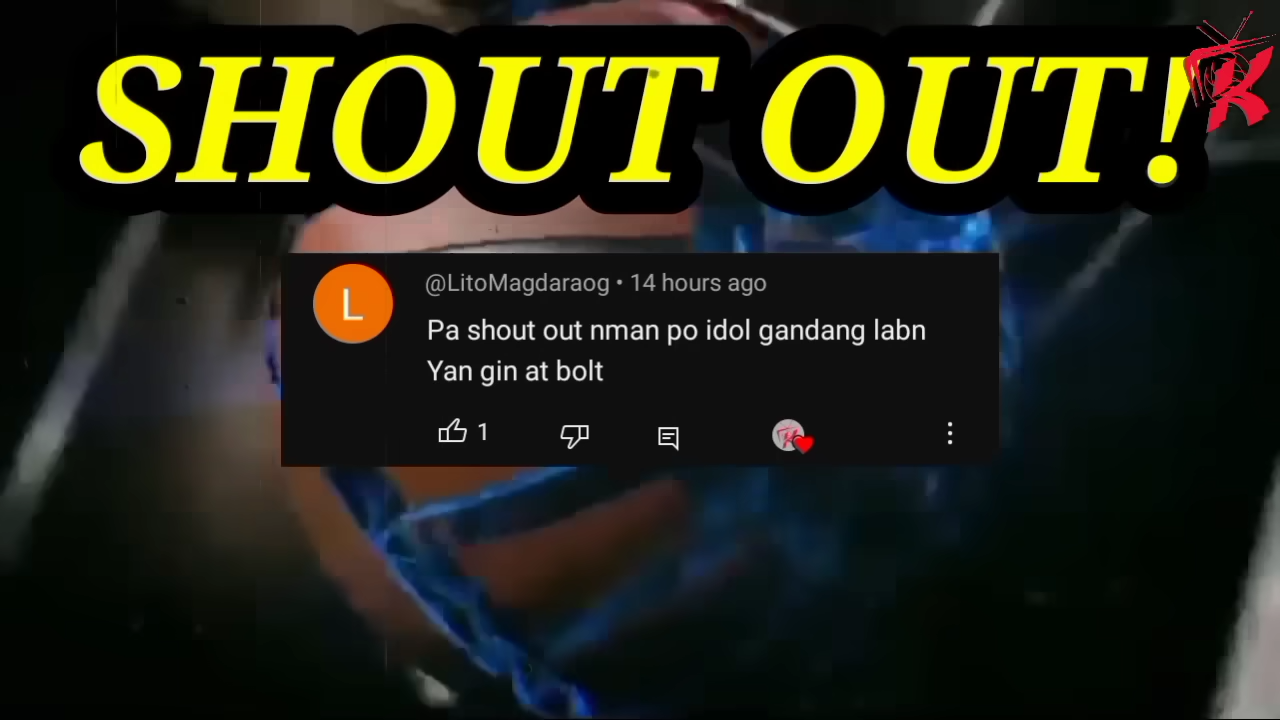 SHOUT OUT!
@LitoMagdaraog • 14 hours ago
Pa shout out nman po idol gandang labn
Yan gin at bolt
1